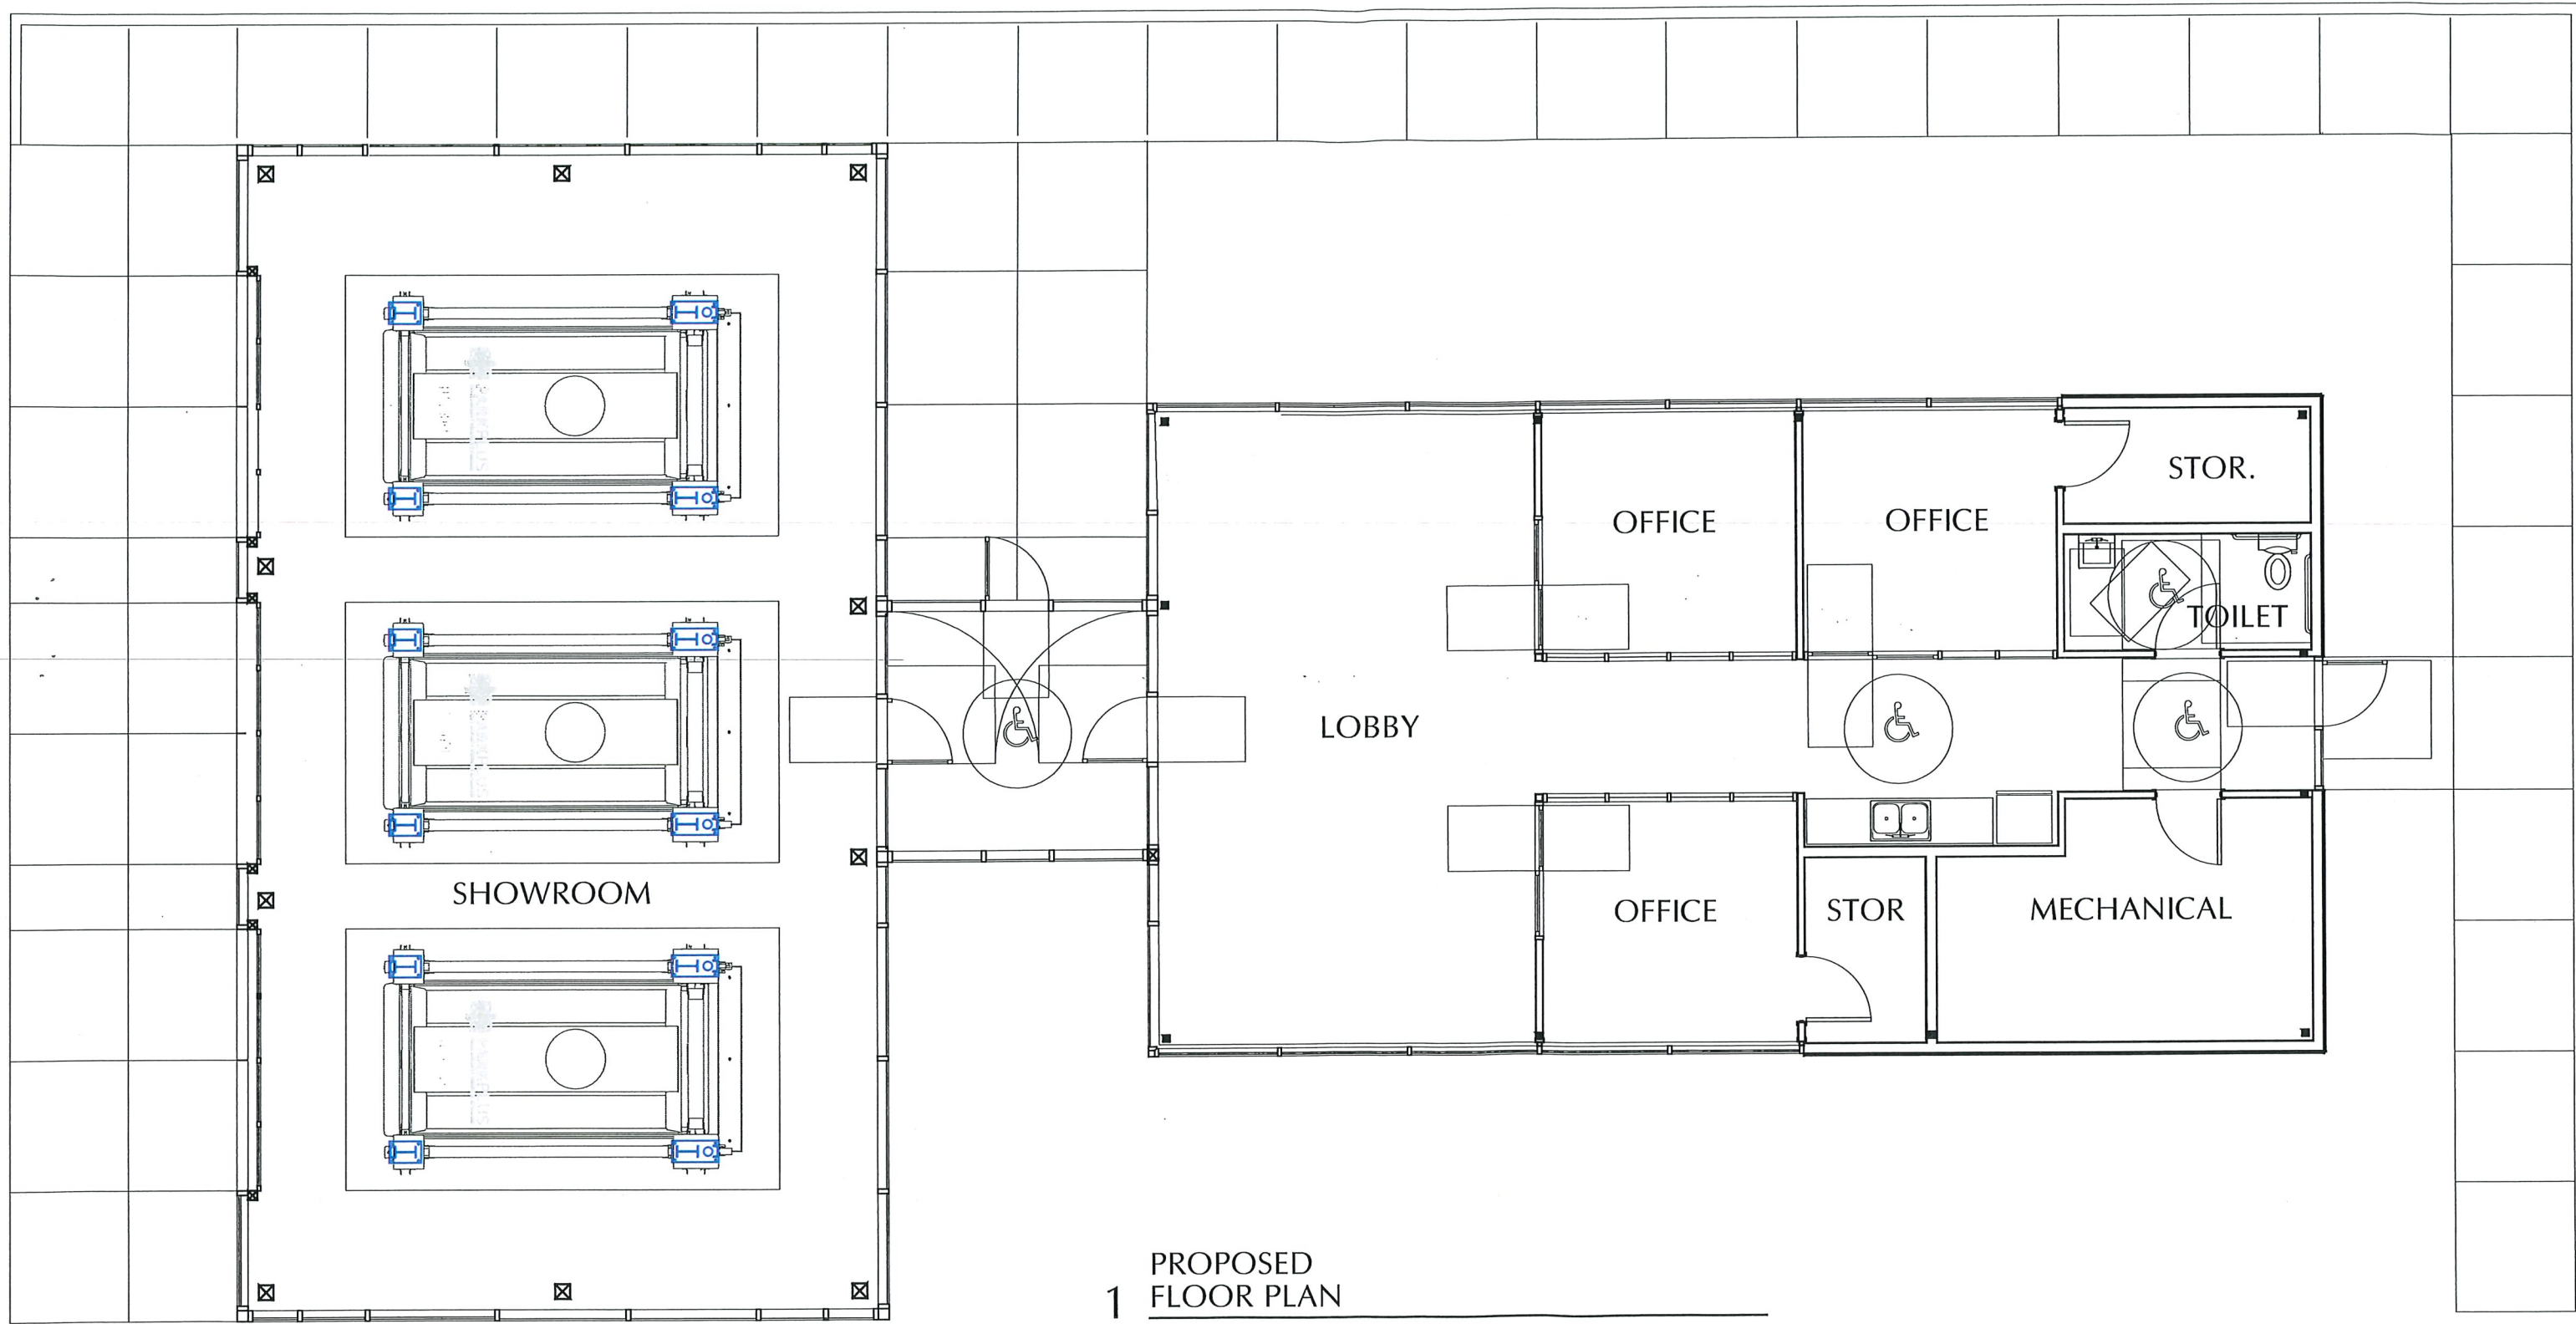 STOR.
OFFICE
OFFICE
TOILET
LOBBY
SHOWROOM
OFFICE
STOR
MECHANICAL
PROPOSED
1 FLOOR PLAN